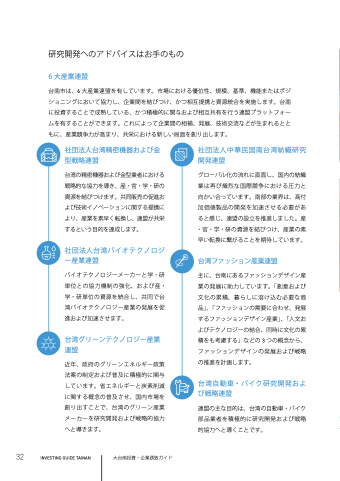 研究開発へのアドバイスはお手のもの
6 大産業連盟
台南市は、6 大産業連盟を有しています。市場における優位性、規模、基準、機能またはポジ
ショニングにおいて協力し、企業間を結びつけ、かつ相互提携と資源統合を実施します。台南
に投資することで成熟している、かつ積極的に関与および相互共有を行う連盟プラットフォー
ムを有することができます。これによって企業間の相補、発展、技術交流などが生まれるとと
もに、産業競争力が高まり、共栄における新しい局面を創り出します。
社団法人台湾精密機器および金
型戦略連盟
台湾の精密機器および金型業者における
戦略的な協力を導き、産・官・学・研の
資源を結びつけます。共同販売の促進お
よび技術イノベーションに関する提携に
より、産業を素早く転換し、連盟が共栄
するという目的を達成します。
社団法人台湾バイオテクノロジ
ー産業連盟
バイオテクノロジーメーカーと学・研
単位との協力機制の強化、および産・
学・研単位の資源を統合し、共同で台
湾バイオテクノロジー産業の発展を促
進および加速させます。
台湾グリーンテクノロジー産業
連盟
近年、政府のグリーンエネルギー政策
法案の制定および普及に積極的に関与
しています。省エネルギーと炭素削減
に関する概念の普及させ、国内市場を
創り出すことで、台湾のグリーン産業
メーカーを研究開発および戦略的協力
へと導きます。
社団法人中華民国南台湾紡織研究
開発連盟
グローバル化の流れに直面し、国内の紡織
業は再び熾烈な国際競争における圧力と
向かい合っています。南部の業界は、高付
加価値製品の開発を加速させる必要があ
ると感じ、連盟の設立を推進しました。産
・官・学・研の資源を結びつけ、産業の素
早い転換に繋がることを期待しています。
台湾ファッション産業連盟
主に、台南にあるファッションデザイン産
業の発展に助力しています。「創意および
文化の累積、暮らしに溶け込む必要な商
品」、「ファッションの需要に合わせ、発展
するファッションデザイン産業」、「人文お
よびテクノロジーの結合、同時に文化の累
積をも考慮する」などの 3 つの概念から、
ファッションデザインの発展および戦略
の推進を計画します。
台湾自動車・バイク研究開発およ
び戦略連盟
連盟の主な目的は、台湾の自動車・バイク
部品業者を積極的に研究開発および戦略
的協力へと導くことです。
32 INVESTING GUIDE TAINAN 大台南投資・企業誘致ガイド